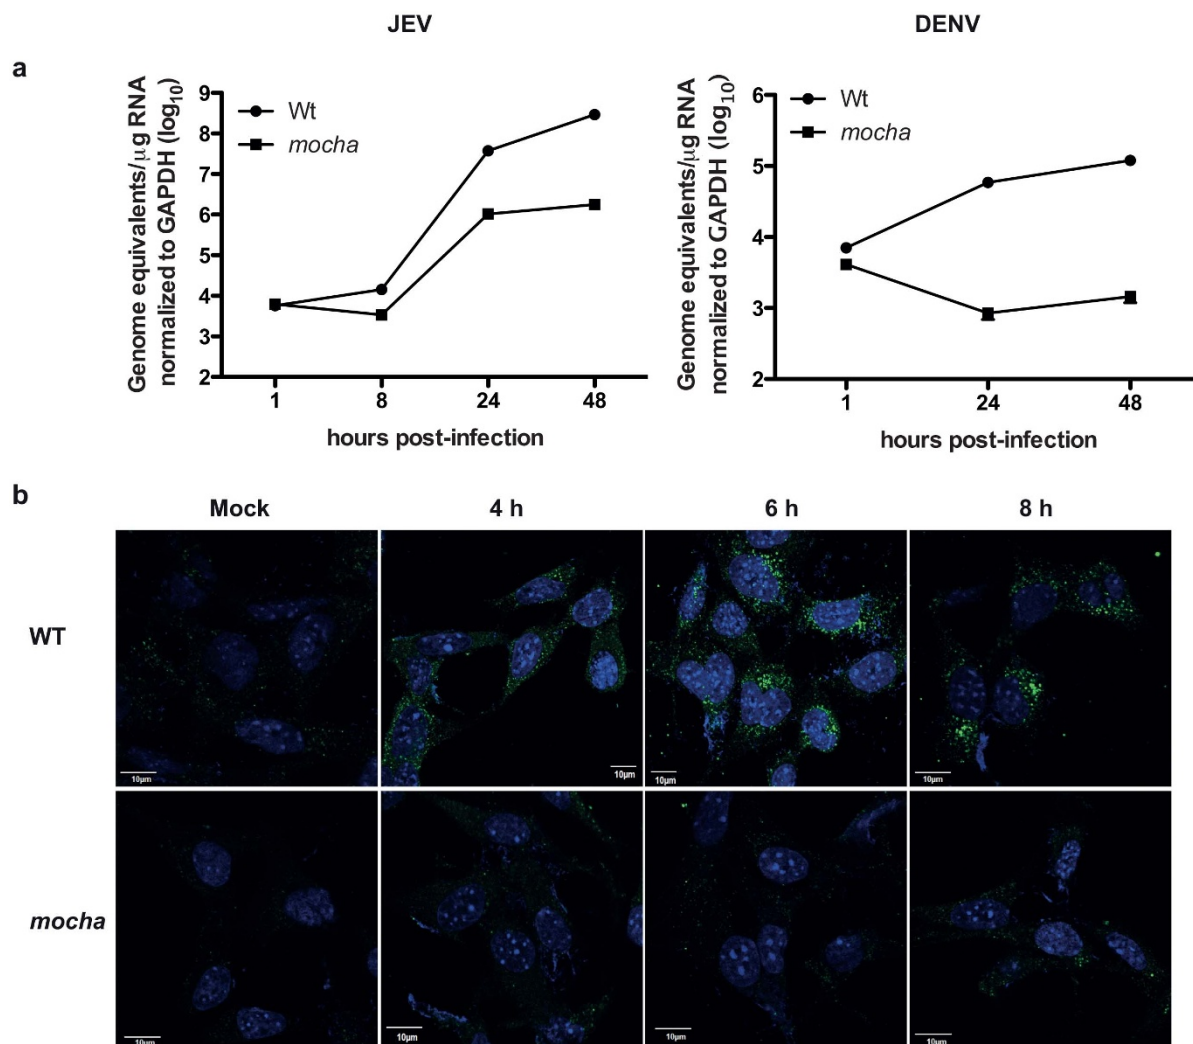 JEV
DENV
a
Genome equivalents/μg RNA
normalized to GAPDH (log10)
9
8
7
6
5
4
3
2
Wt
mocha
1
8
24
48
hours post-infection
Genome equivalents/μg RNA
normalized to GAPDH (log10)
6
5
4
3
2
Wt
mocha
1
24
48
hours post-infection
b
Mock
4 h
6 h
8 h
WT
10μm
10μm
10μm
10μm
mocha
10μm
10μm
10μm
10μm